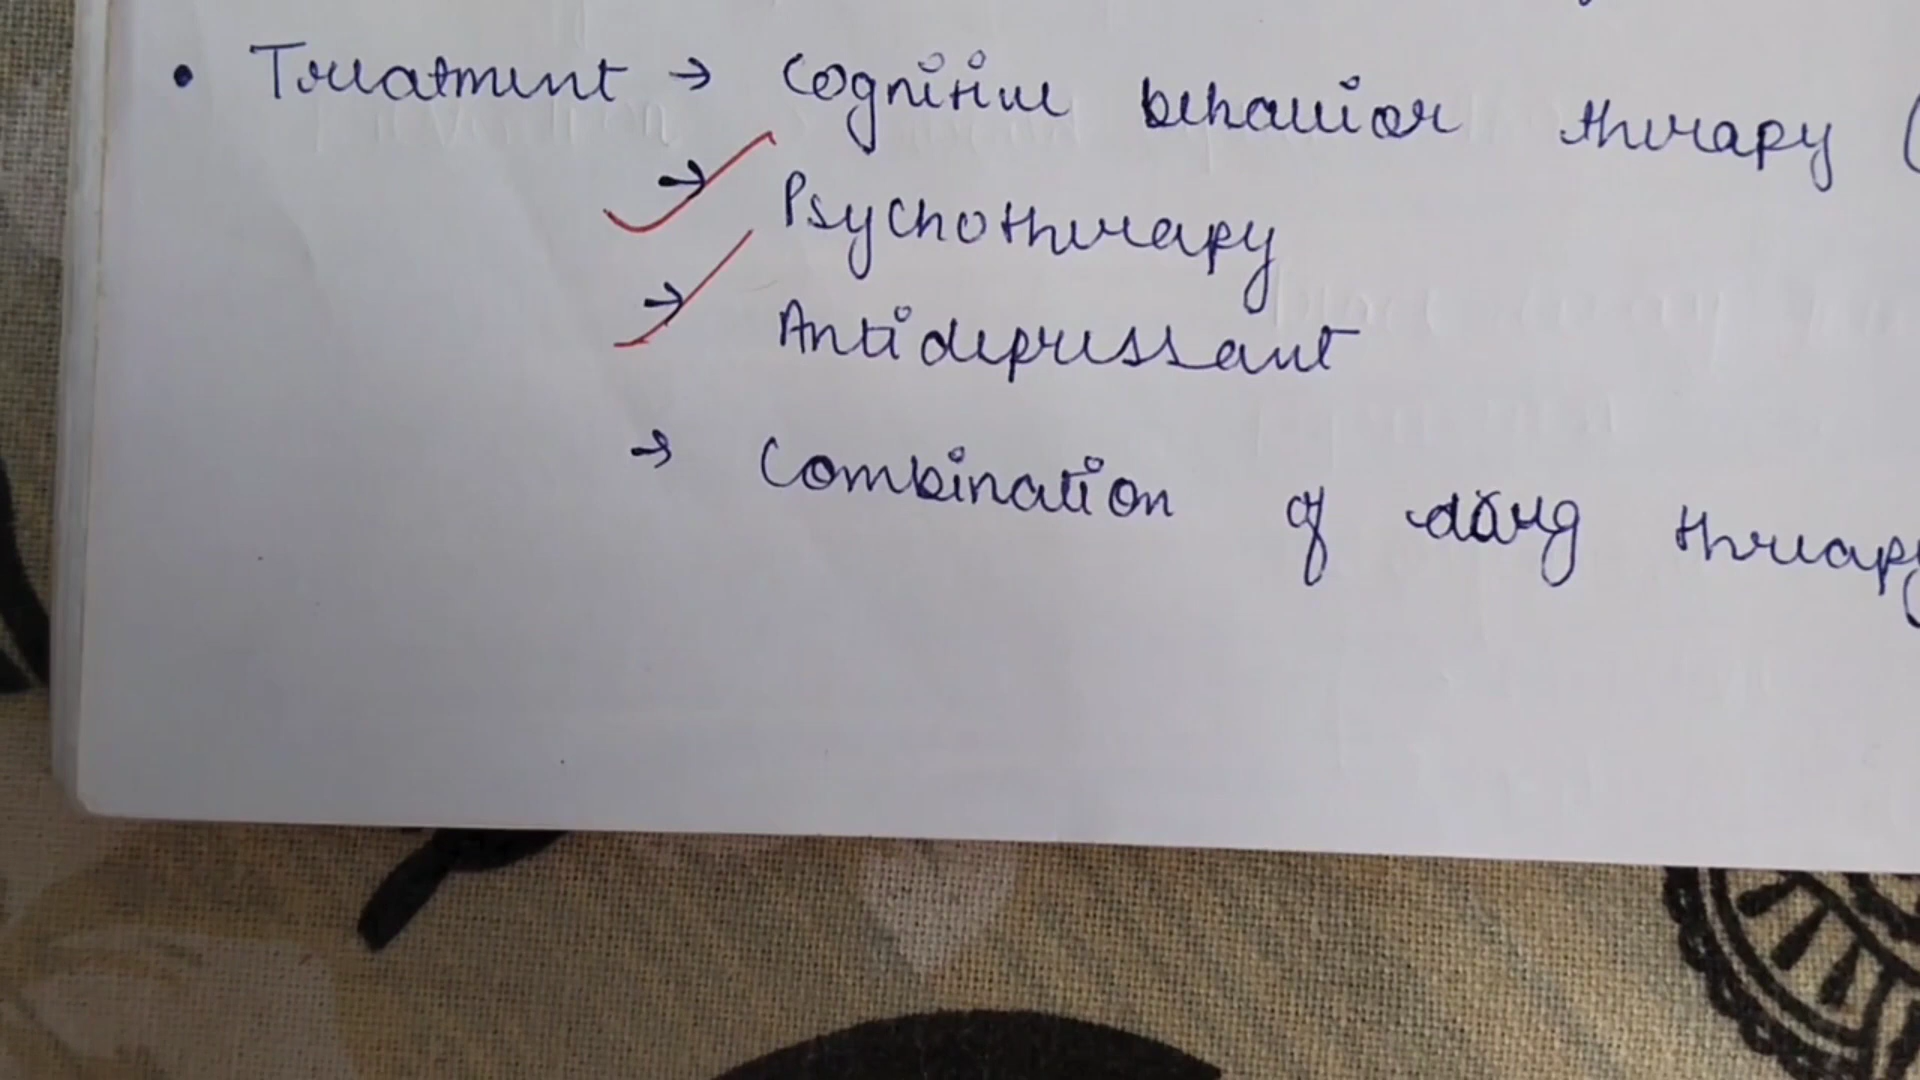 • Treatment → Cognitive behavior therapy (
→ Psychotherapy
→ Antidepressant
→ Combination of drug therapy